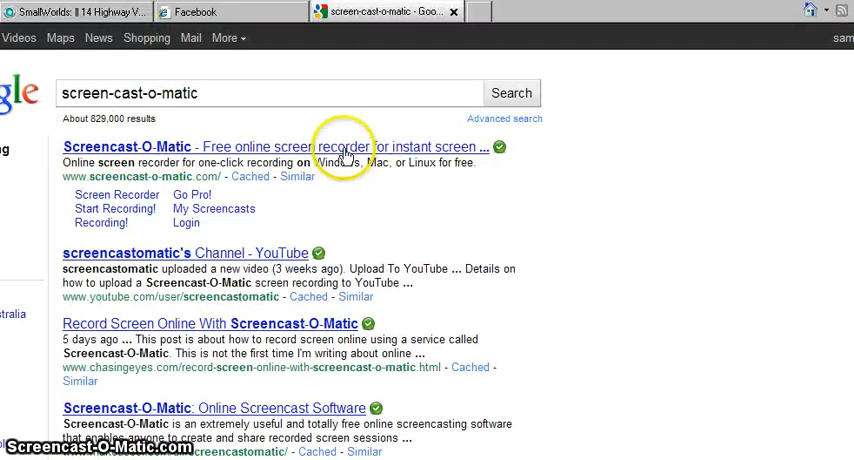 SmallWorlds: || 14 Highway V...
Facebook
screen-cast-o-matic - Goo...
Videos Maps News Shopping Mail More
sam
gle
screen-cast-o-matic
Search
About 829,000 results
Advanced search
ng
Screencast-O-Matic - Free online screen recorder for instant screen ...
Online screen recorder for one-click recording on Windows, Mac, or Linux for free.
www.screencast-o-matic.com/ - Cached - Similar
Screen Recorder Go Pro!
Start Recording! My Screencasts
Recording! Login
screencastomatic's Channel - YouTube
screencastomatic uploaded a new video (3 weeks ago). Upload To YouTube ... Details on
how to upload a Screencast-O-Matic screen recording to YouTube ...
www.youtube.com/user/screencastomatic - Cached - Similar
stralia
Record Screen Online With Screencast-O-Matic
5 days ago ... This post is about how to record screen online using a service called
Screencast-O-Matic. This is not the first time I'm writing about online ...
www.chasingeyes.com/record-screen-online-with-screencast-o-matic.html - Cached -
Similar
Screencast-O-Matic: Online Screencast Software
Screencast-O-Matic is an extremely useful and totally free online screencasting software
that enables anyone to create and share recorded screen sessions ...
Screencast-O-Matic.com
screencastomatic/ - Cached - Similar